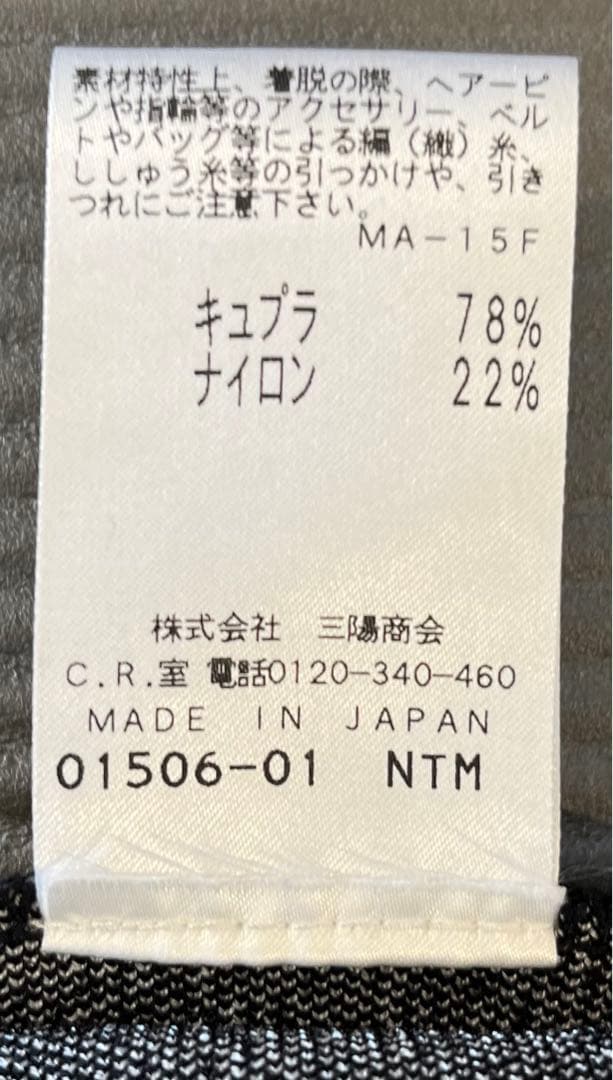 素材特性上、着脱の際、ヘアーピ
ンや指輪等のアクセサリー、ベル
トやバッグ等による編（織）糸、
ししゅう糸等の引っかけや、引き
つれにご注意下さい。
MA－15F
キュプラ 78%
ナイロン 22%
株式会社 三陽商会
C.R.室 電話0120-340-460
MADE IN JAPAN
01506-01 NTM